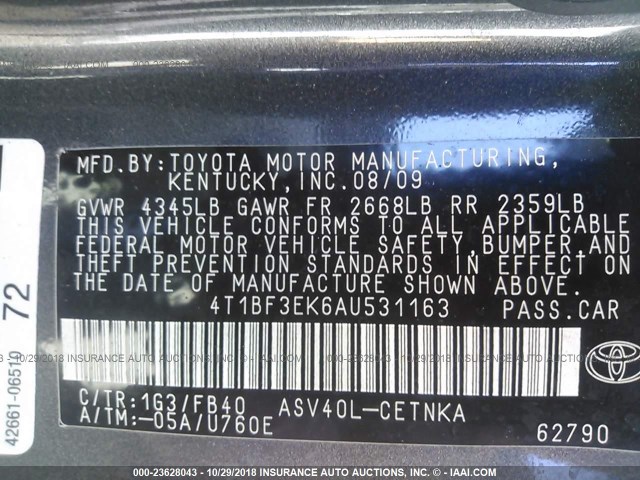 MFD.BY:TOYOTA MOTOR MANUFACTURING,
KENTUCKY,INC.08/09
GVWR 4345LB GAWR FR 2668LB RR 2359LB
THIS VEHICLE CONFORMS TO ALL APPLICABLE
FEDERAL MOTOR VEHICLE SAFETY,BUMPER,AND
THEFT PREVENTION STANDARDS IN EFFECT ON
THE DATE OF MANUFACTURE SHOWN ABOVE.
4T1BF3EK6AU531163 PASS.CAR
C/TR:1G3/FB40 ASV40L-CETNKA
A/TM:-05A/U760E
62790
TOYOTA
42661-06510
72
000-23628043 - 10/29/2018 INSURANCE AUTO AUCTIONS, INC. - IAAI.COM